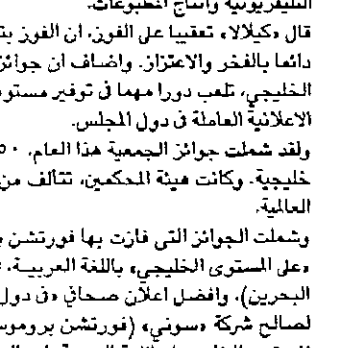 التليفزيونية وانتاج المطبوعات.
قال «كيلالا» تعقيبا على الفوز، ان الفوز
دائما بالفخر والاعتزاز. واضاف ان جوائز
الخليجي، تلعب دورا مهما في توفير
الاعلانية العاملة في دول المجلس.
ولقد شملت جوائز الجمعية هذا العام،
خليجية. وكانت هيئة المحكمين، تتألف من
العالمية.
وشملت الجوائز التي فازت بها فورتشن
«على المستوى الخليجي» باللغة العربية.
البحرين). وافضل اعلان صحافي «في دول
لصالح شركة «سوني» (فورتشن